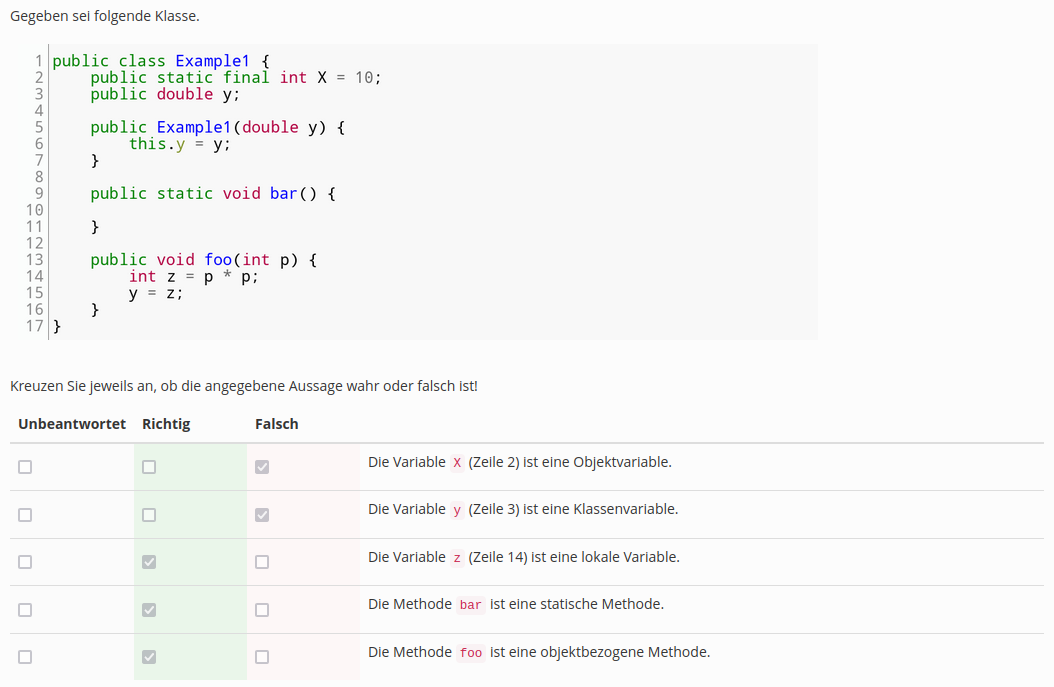 Gegeben sei folgende Klasse.
1 public class Example1 {
2     public static final int X = 10;
3     public double y;
4
5     public Example1(double y) {
6         this.y = y;
7     }
8
9     public static void bar() {
10
11     }
12
13     public void foo(int p) {
14         int z = p * p;
15         y = z;
16     }
17 }
Kreuzen Sie jeweils an, ob die angegebene Aussage wahr oder falsch ist!
Unbeantwortet Richtig Falsch
Die Variable X (Zeile 2) ist eine Objektvariable.
Die Variable y (Zeile 3) ist eine Klassenvariable.
Die Variable z (Zeile 14) ist eine lokale Variable.
Die Methode bar ist eine statische Methode.
Die Methode foo ist eine objektbezogene Methode.